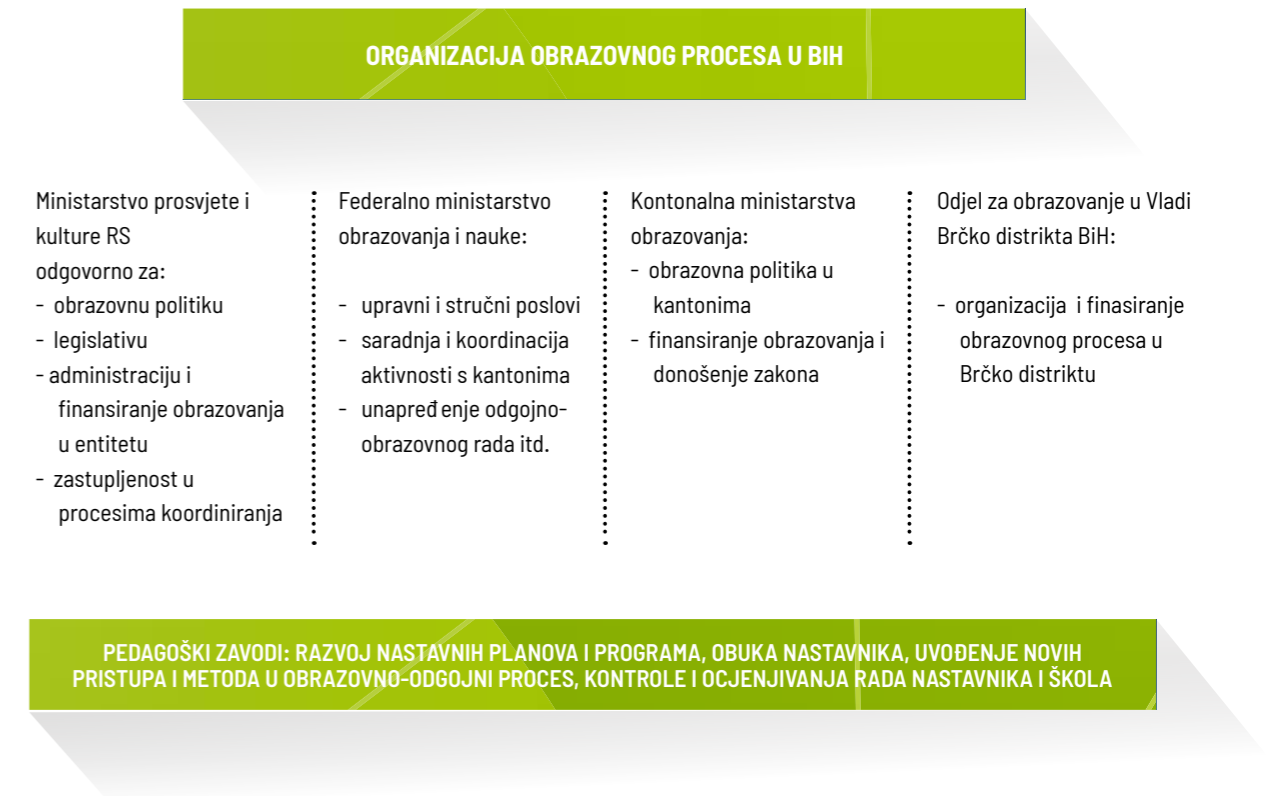 ORGANIZACIJA OBRAZOVNOG PROCESA U BIH
Ministarstvo prosvjete i
kulture RS
odgovorno za:
- obrazovnu politiku
- legislativu
- administraciju i
finansiranje obrazovanja
u entitetu
- zastupljenost u
procesima koordiniranja
Federalno ministarstvo
obrazovanja i nauke:
- upravni i stručni poslovi
- saradnja i koordinacija
aktivnosti s kantonima
- unapređenje odgojno-
obrazovnog rada itd.
Kontonalna ministarstva
obrazovanja:
- obrazovna politika u
kantonima
- finansiranje obrazovanja i
donošenje zakona
Odjel za obrazovanje u Vladi
Brčko distrikta BiH:
- organizacija i finasiranje
obrazovnog procesa u
Brčko distriktu
PEDAGOŠKI ZAVODI: RAZVOJ NASTAVNIH PLANOVA I PROGRAMA, OBUKA NASTAVNIKA, UVOĐENJE NOVIH
PRISTUPA I METODA U OBRAZOVNO-ODGOJNI PROCES, KONTROLE I OCJENJIVANJA RADA NASTAVNIKA I ŠKOLA